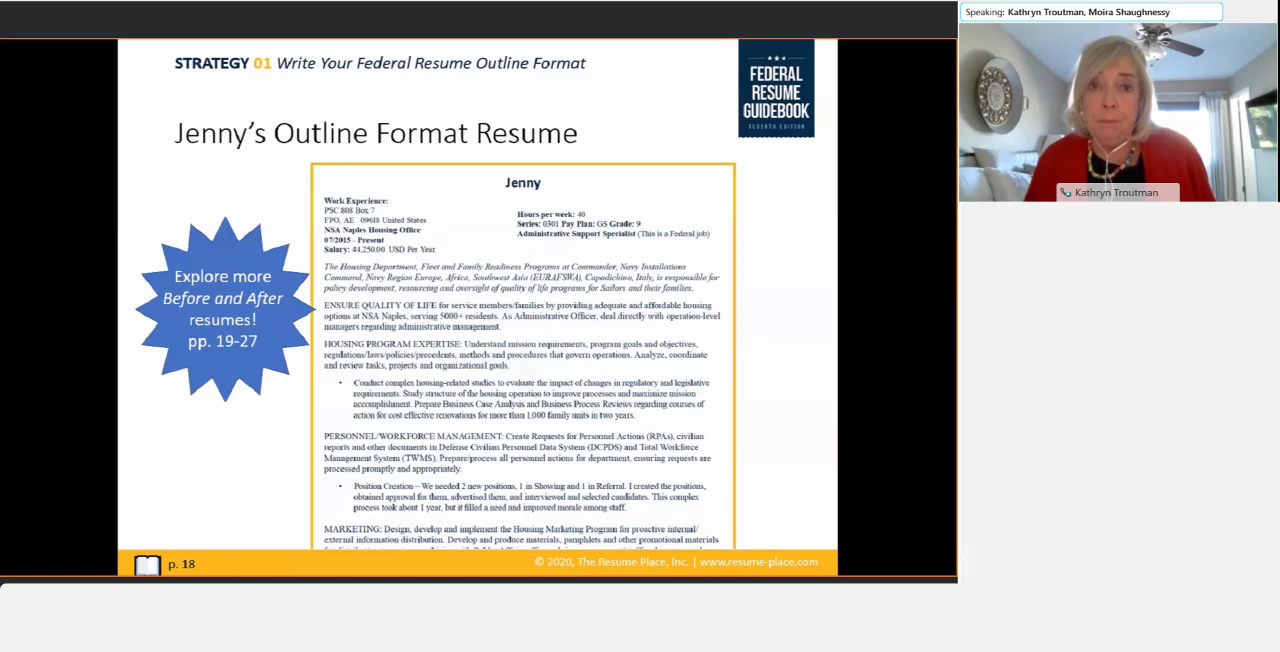 Speaking: Kathryn Troutman, Moira Shaughnessy
STRATEGY 01 Write Your Federal Resume Outline Format
FEDERAL
RESUME
GUIDEBOOK
SEVENTH EDITION
Jenny's Outline Format Resume
Explore more
Before and After
resumes!
pp. 19-27
Jenny
Work Experience:
PSC 808 Box 7
FPO, AE 09618 United States
NSA Naples Housing Office
07/2015 - Present
Salary: 44,250.00 USD Per Year
Hours per week: 40
Series: 0301 Pay Plan: GS Grade: 9
Administrative Support Specialist (This is a Federal job)
The Housing Department, Fleet and Family Readiness Programs at Commander, Navy Installations
Command, Navy Region Europe, Africa, Southwest Asia (EURAFSWA), Capodichino, Italy, is responsible for
policy development, resourcing and oversight of quality of life programs for Sailors and their families.
ENSURE QUALITY OF LIFE for service members/families by providing adequate and affordable housing
options at NSA Naples, serving 5000+ residents. As Administrative Officer, deal directly with operation-level
managers regarding administrative management.
HOUSING PROGRAM EXPERTISE: Understand mission requirements, program goals and objectives,
regulations/laws/policies/precedents, methods and procedures that govern operations. Analyze, coordinate
and review tasks, projects and organizational goals.
• Conduct complex housing-related studies to evaluate the impact of changes in regulatory and legislative
requirements. Study structure of the housing operation to improve processes and maximize mission
accomplishment. Prepare Business Case Analysis and Business Process Reviews regarding courses of
action for cost effective renovations for more than 1,000 family units in two years.
PERSONNEL/WORKFORCE MANAGEMENT: Create Requests for Personnel Actions (RPAs), civilian
reports and other documents in Defense Civilian Personnel Data System (DCPDS) and Total Workforce
Management System (TWMS). Prepare/process all personnel actions for department, ensuring requests are
processed promptly and appropriately.
• Position Creation – We needed 2 new positions, 1 in Showing and 1 in Referral. I created the positions,
obtained approval for them, advertised them, and interviewed and selected candidates. This complex
process took about 1 year, but it filled a need and improved morale among staff.
MARKETING: Design, develop and implement the Housing Marketing Program for proactive internal/
external information distribution. Develop and produce materials, pamphlets and other promotional materials
p. 18
© 2020, The Resume Place, Inc. | www.resume-place.com
Kathryn Troutman